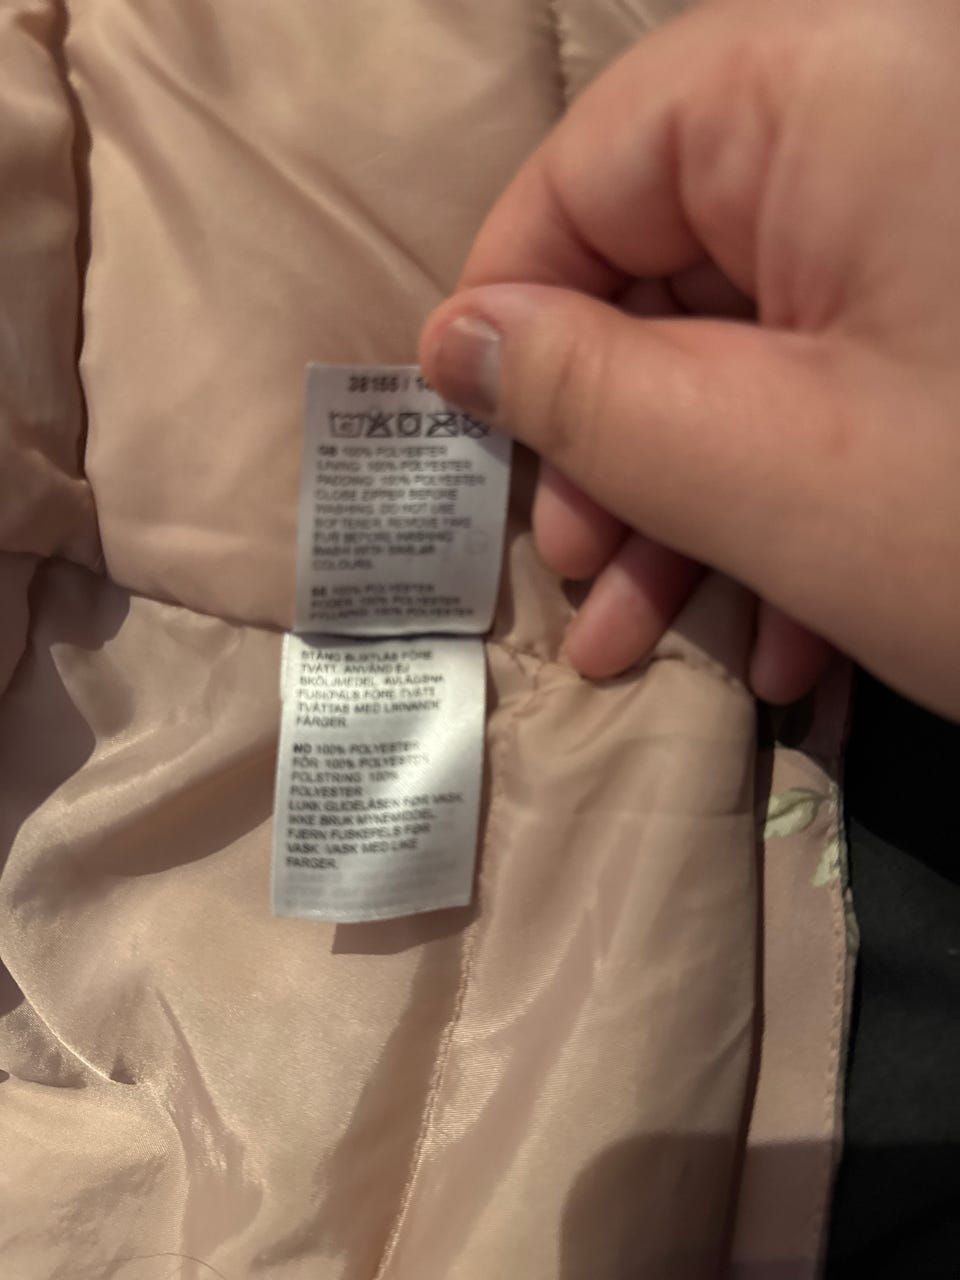 38155 / 14
GB 100% POLYESTER
LINING: 100% POLYESTER
PADDING: 100% POLYESTER
CLOSE ZIPPER BEFORE
WASHING. DO NOT USE
SOFTENER. REMOVE FAKE
FUR BEFORE WASHING
WASH WITH SIMILAR
COLOURS.
SE 100% POLYESTER
FODER: 100% POLYESTER
FYLLNING: 100% POLYESTER
STÄNG BLIXTLÅS FÖRE
TVÄTT. ANVÄND EJ
SKÖLJMEDEL. AVLÄGSNA
FUSKPÄLS FÖRE TVÄTT
TVÄTTAS MED LIKNANDE
FÄRGER.
NO 100% POLYESTER
FÔR: 100% POLYESTER
POLSTRING: 100%
POLYESTER
LUKK GLIDELÅSEN FØR VASK.
IKKE BRUK MYKEMIDDEL.
FJERN FUSKEPELS FØR
VASK. VASK MED LIKE
FARGER.